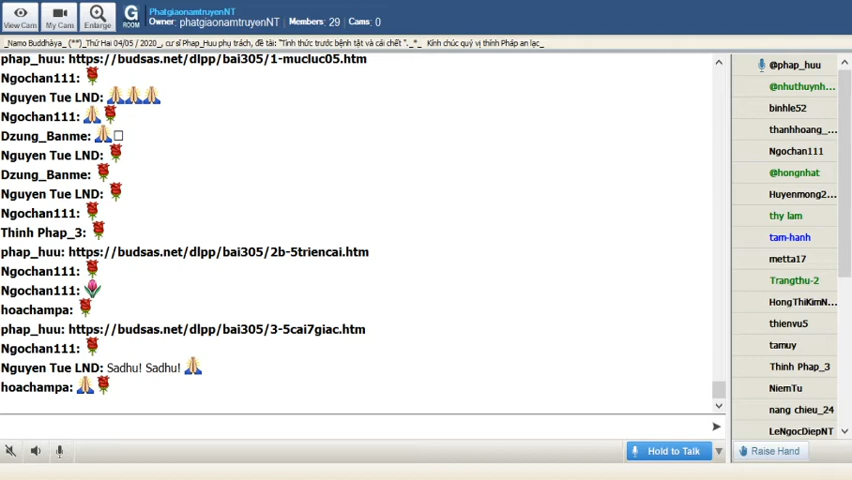 PhatgiaonamtruyenNT
Owner: phatgiaonamtruyenNT Members: 29 Cams: 0
View Cam My Cam Enlarge G ROOM
_Namo Buddhàya_ (**)_Thứ Hai 04/05 / 2020_, cư sĩ Phap_Huu phụ trách, đề tài: "Tỉnh thức trước bệnh tật và cái chết "._*_ Kính chúc quý vị thính Pháp an lạc_
phap_huu: https://budsas.net/dlpp/bai305/1-mucluc05.htm
Ngochan111:
Nguyen Tue LND:
Ngochan111:
Dzung_Banme:
Nguyen Tue LND:
Dzung_Banme:
Nguyen Tue LND:
Ngochan111:
Thinh Phap_3:
phap_huu: https://budsas.net/dlpp/bai305/2b-5triencai.htm
Ngochan111:
Ngochan111:
hoachampa:
phap_huu: https://budsas.net/dlpp/bai305/3-5cai7giac.htm
Ngochan111:
Nguyen Tue LND: Sadhu! Sadhu!
hoachampa:
@phap_huu
@nhuthuynh...
binhle52
thanhhoang_...
Ngochan111
@hongnhat
Huyenmong2...
thy lam
tam-hanh
metta17
Trangthu-2
HongThiKimN...
thienvu5
tamuy
Thinh Phap_3
NiemTu
nang chieu_24
LeNgocDiepNT
Hold to Talk
Raise Hand